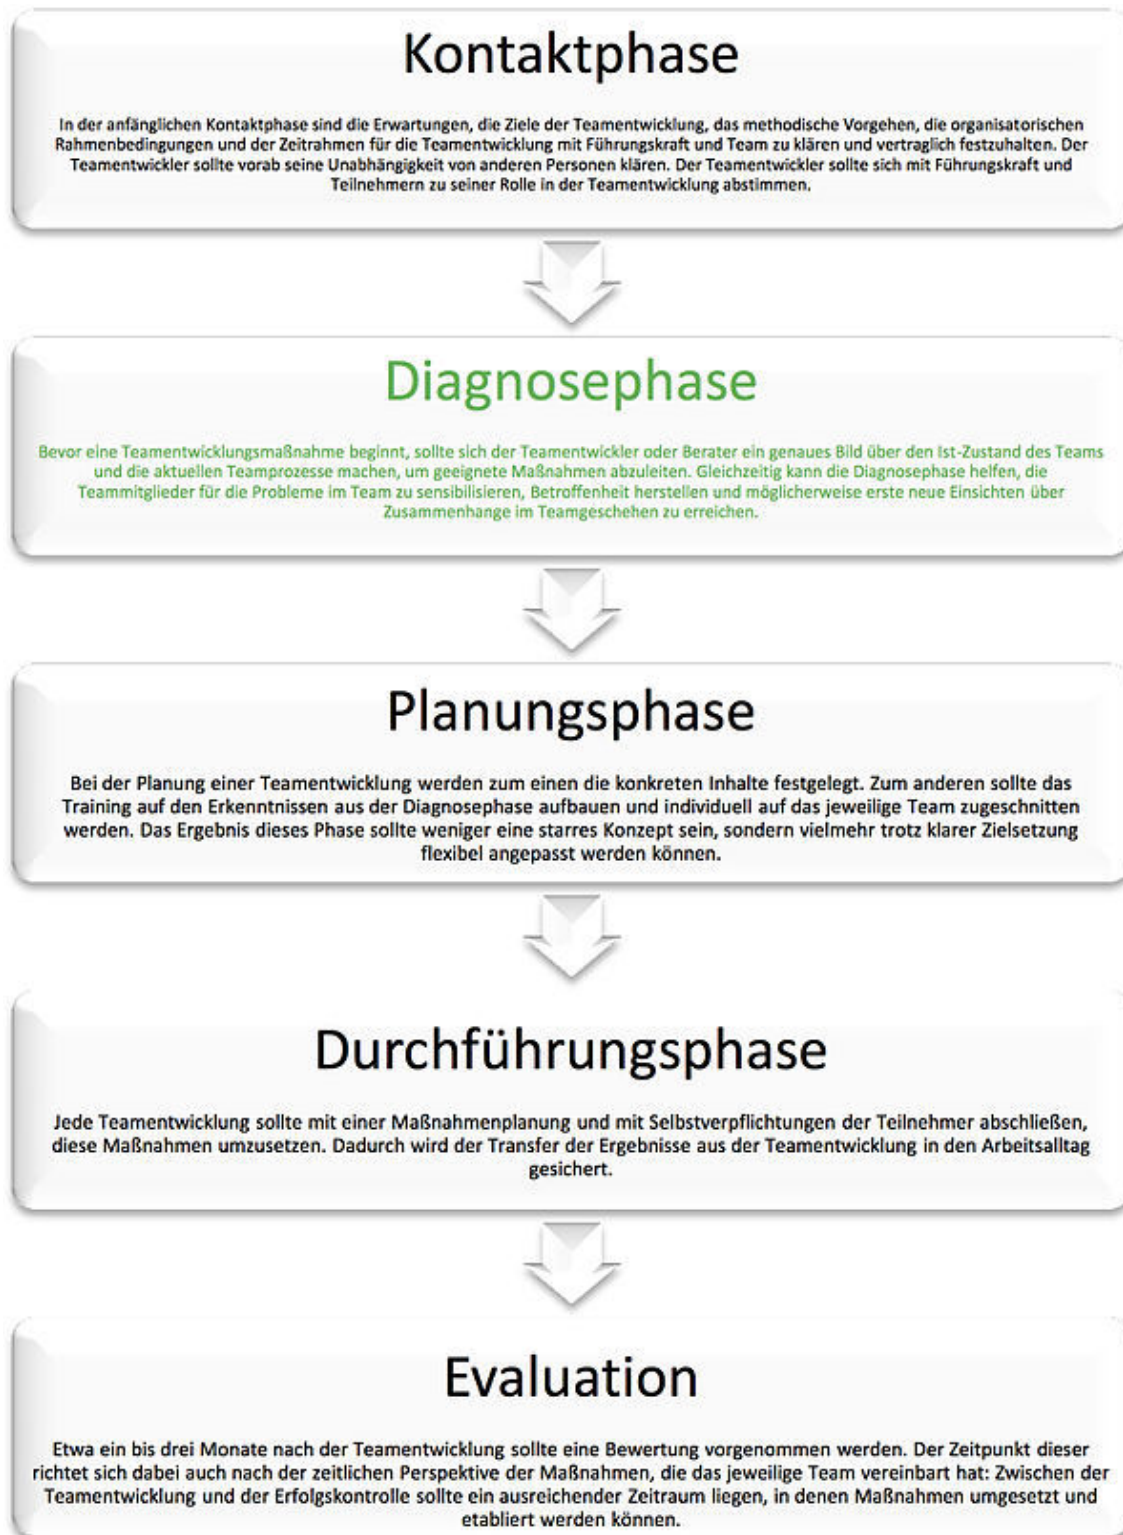 Kontaktphase
In der anfänglichen Kontaktphase sind die Erwartungen, die Ziele der Teamentwicklung, das methodische Vorgehen, die organisatorischen
Rahmenbedingungen und der Zeitrahmen für die Teamentwicklung mit Führungskraft und Team zu klären und vertraglich festzuhalten. Der
Teamentwickler sollte vorab seine Unabhängigkeit von anderen Personen klären. Der Teamentwickler sollte sich mit Führungskraft und
Teilnehmern zu seiner Rolle in der Teamentwicklung abstimmen.
Diagnosephase
Bevor eine Teamentwicklungsmaßnahme beginnt, sollte sich der Teamentwickler oder Berater ein genaues Bild über den Ist-Zustand des Teams
und die aktuellen Teamprozesse machen, um geeignete Maßnahmen abzuleiten. Gleichzeitig kann die Diagnosephase helfen, die
Teammitglieder für die Probleme im Team zu sensibilisieren, Betroffenheit herstellen und möglicherweise erste neue Einsichten über
Zusammenhange im Teamgeschehen zu erreichen.
Planungsphase
Bei der Planung einer Teamentwicklung werden zum einen die konkreten Inhalte festgelegt. Zum anderen sollte das
Training auf den Erkenntnissen aus der Diagnosephase aufbauen und individuell auf das jeweilige Team zugeschnitten
werden. Das Ergebnis dieses Phase sollte weniger eine starres Konzept sein, sondern vielmehr trotz klarer Zielsetzung
flexibel angepasst werden können.
Durchführungsphase
Jede Teamentwicklung sollte mit einer Maßnahmenplanung und mit Selbstverpflichtungen der Teilnehmer abschließen,
diese Maßnahmen umzusetzen. Dadurch wird der Transfer der Ergebnisse aus der Teamentwicklung in den Arbeitsalltag
gesichert.
Evaluation
Etwa ein bis drei Monate nach der Teamentwicklung sollte eine Bewertung vorgenommen werden. Der Zeitpunkt dieser
richtet sich dabei auch nach der zeitlichen Perspektive der Maßnahmen, die das jeweilige Team vereinbart hat: Zwischen der
Teamentwicklung und der Erfolgskontrolle sollte ein ausreichender Zeitraum liegen, in denen Maßnahmen umgesetzt und
etabliert werden können.